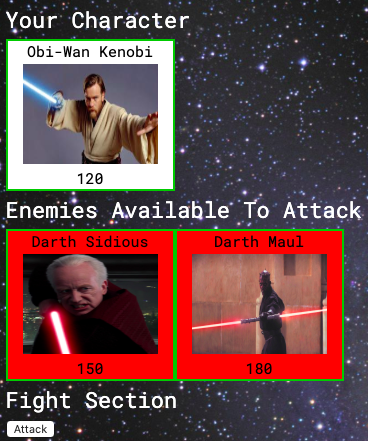 Your Character
Obi-Wan Kenobi
120
Enemies Available To Attack
Darth Sidious
Darth Maul
150
180
Fight Section
Attack